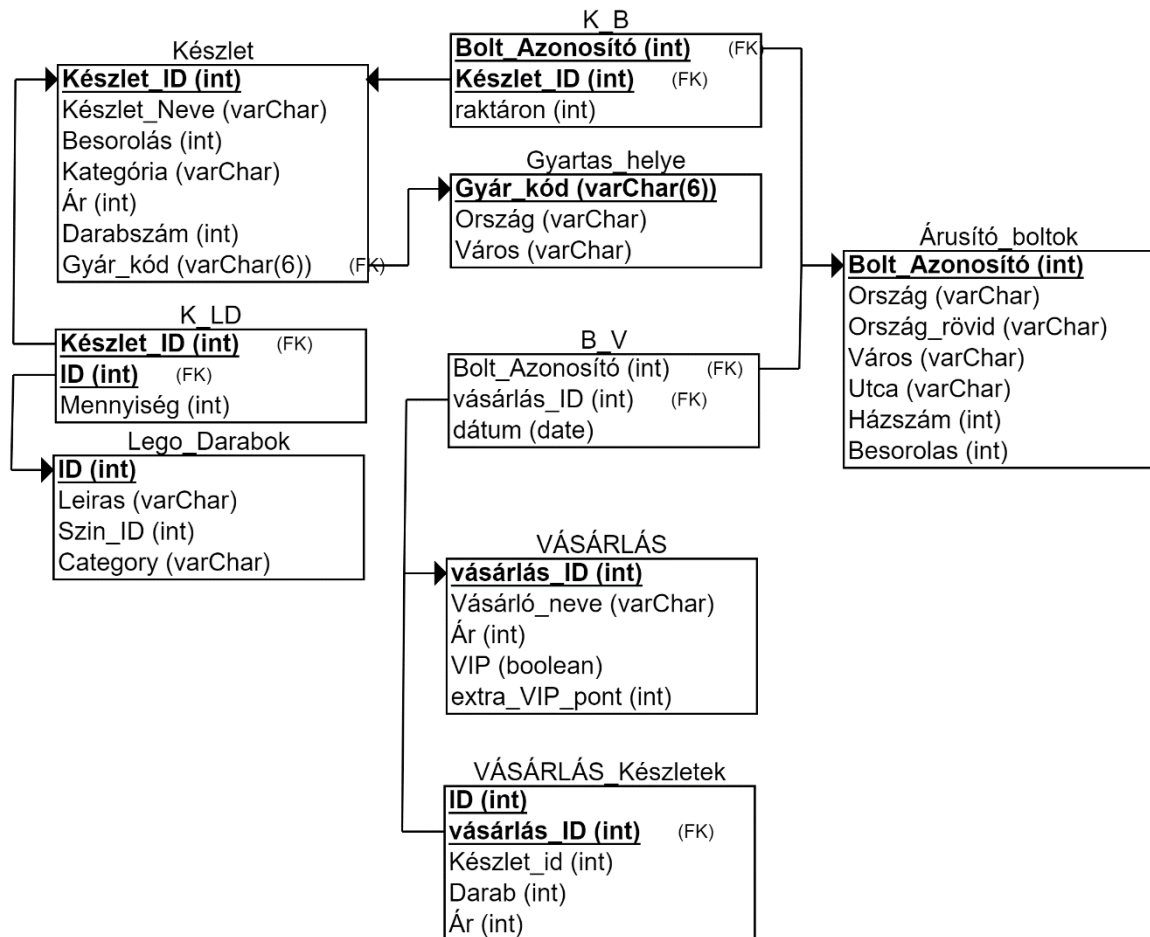 Készlet
Készlet_ID (int)
Készlet_Neve (varChar)
Besorolás (int)
Kategória (varChar)
Ár (int)
Darabszám (int)
Gyár_kód (varChar(6)) (FK)
K_LD
Készlet_ID (int) (FK)
ID (int) (FK)
Mennyiség (int)
Lego_Darabok
ID (int)
Leiras (varChar)
Szin_ID (int)
Category (varChar)
K_B
Bolt_Azonosító (int) (FK)
Készlet_ID (int) (FK)
raktáron (int)
Gyartas_helye
Gyár_kód (varChar(6))
Ország (varChar)
Város (varChar)
B_V
Bolt_Azonosító (int) (FK)
vásárlás_ID (int) (FK)
dátum (date)
VÁSÁRLÁS
vásárlás_ID (int)
Vásárló_neve (varChar)
Ár (int)
VIP (boolean)
extra_VIP_pont (int)
VÁSÁRLÁS_Készletek
ID (int)
vásárlás_ID (int) (FK)
Készlet_id (int)
Darab (int)
Ár (int)
Árusító_boltok
Bolt_Azonosító (int)
Ország (varChar)
Ország_rövid (varChar)
Város (varChar)
Utca (varChar)
Házszám (int)
Besorolas (int)